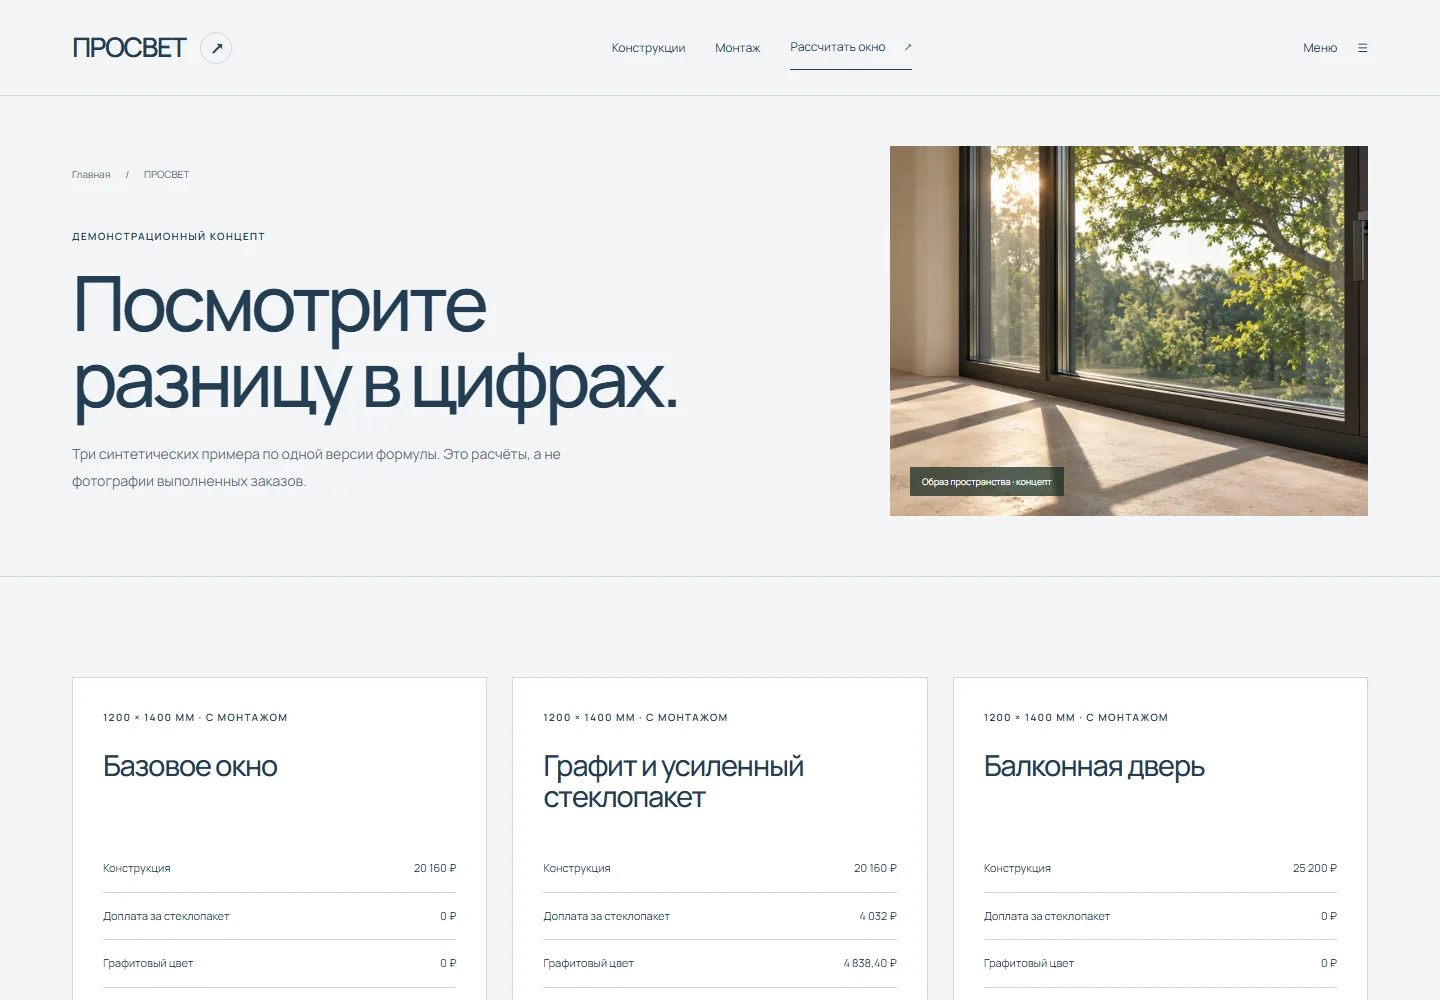 ПРОСВЕТ ↗
Конструкции
Монтаж
Рассчитать окно ↗
Меню ☰
Главная / ПРОСВЕТ
ДЕМОНСТРАЦИОННЫЙ КОНЦЕПТ
Посмотрите
разницу в цифрах.
Три синтетических примера по одной версии формулы. Это расчёты, а не
фотографии выполненных заказов.
Образ пространства · концепт
1200 × 1400 ММ · С МОНТАЖОМ
Базовое окно
Конструкция 20 160 ₽
Доплата за стеклопакет 0 ₽
Графитовый цвет 0 ₽
1200 × 1400 ММ · С МОНТАЖОМ
Графит и усиленный
стеклопакет
Конструкция 20 160 ₽
Доплата за стеклопакет 4 032 ₽
Графитовый цвет 4 838,40 ₽
1200 × 1400 ММ · С МОНТАЖОМ
Балконная дверь
Конструкция 25 200 ₽
Доплата за стеклопакет 0 ₽
Графитовый цвет 0 ₽